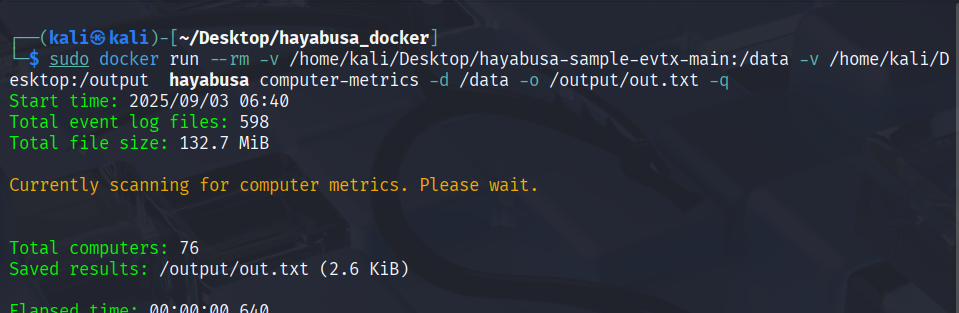 ┌──(kali㉿kali)-[~/Desktop/hayabusa_docker]
└─$ sudo docker run --rm -v /home/kali/Desktop/hayabusa-sample-evtx-main:/data -v /home/kali/D
esktop:/output  hayabusa computer-metrics -d /data -o /output/out.txt -q
Start time: 2025/09/03 06:40
Total event log files: 598
Total file size: 132.7 MiB
Currently scanning for computer metrics. Please wait.
Total computers: 76
Saved results: /output/out.txt (2.6 KiB)
Elapsed time: 00:00:00.640